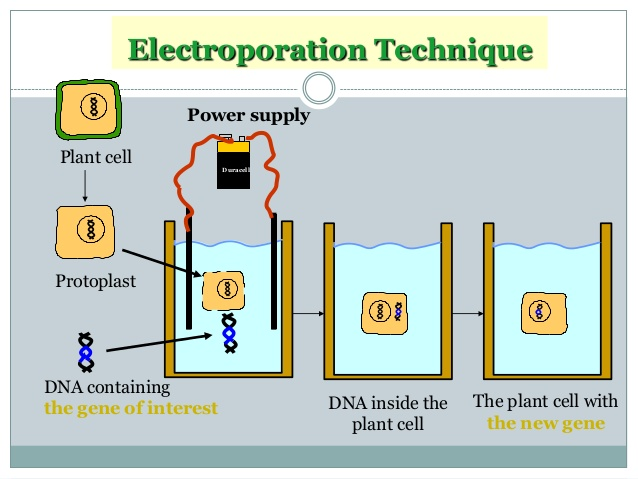 Electroporation Technique
Power supply
Duracell
Plant cell
Protoplast
DNA containing
the gene of interest
DNA inside the
plant cell
The plant cell with
the new gene